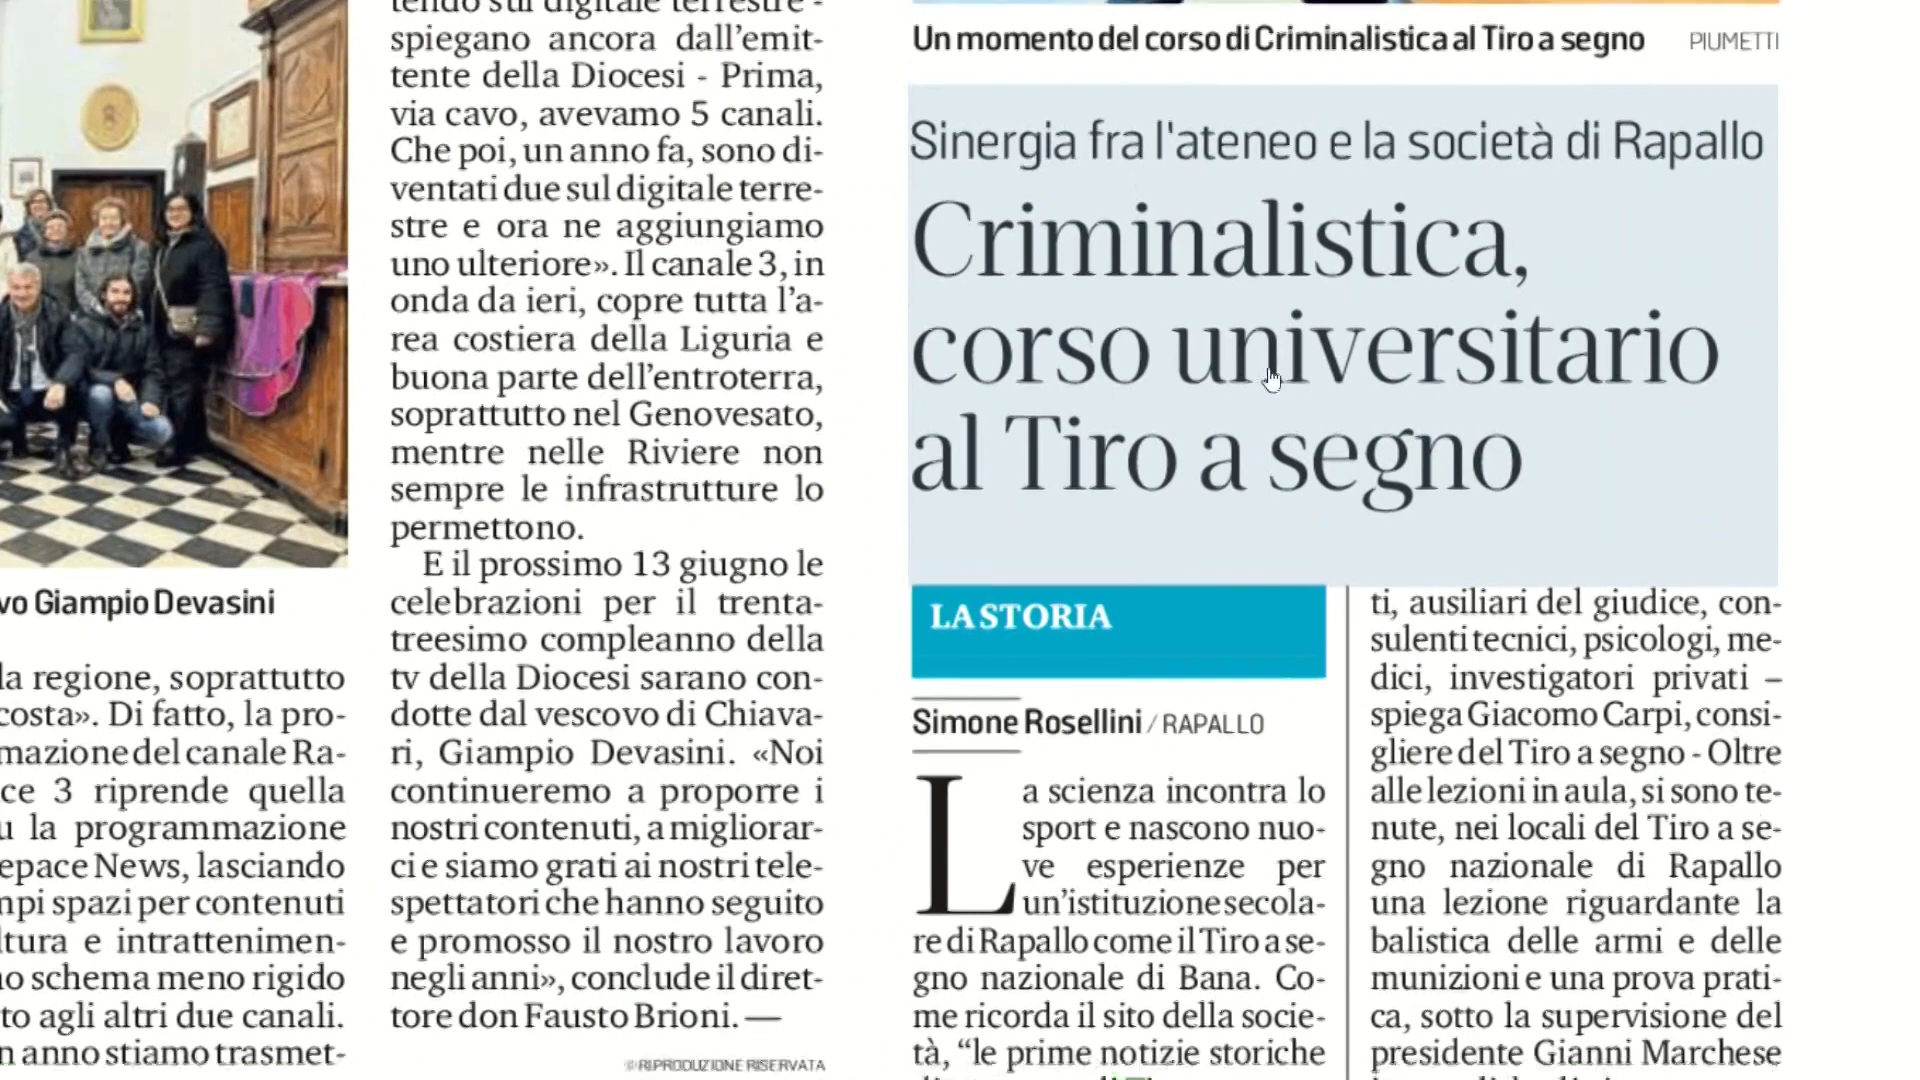 vo Giampio Devasini
la regione, soprattutto
costa». Di fatto, la pro-
mazione del canale Ra-
ce 3 riprende quella
u la programmazione
epace News, lasciando
mpi spazi per contenuti
ltura e intrattenimen-
no schema meno rigido
to agli altri due canali.
n anno stiamo trasmet-
tendo sul digitale terrestre -
spiegano ancora dall'emit-
tente della Diocesi - Prima,
via cavo, avevamo 5 canali.
Che poi, un anno fa, sono di-
ventati due sul digitale terre-
stre e ora ne aggiungiamo
uno ulteriore». Il canale 3, in
onda da ieri, copre tutta l'a-
rea costiera della Liguria e
buona parte dell'entroterra,
soprattutto nel Genovesato,
mentre nelle Riviere non
sempre le infrastrutture lo
permettono.
E il prossimo 13 giugno le
celebrazioni per il trenta-
treesimo compleanno della
tv della Diocesi sarano con-
dotte dal vescovo di Chiava-
ri, Giampio Devasini. «Noi
continueremo a proporre i
nostri contenuti, a migliorar-
ci e siamo grati ai nostri tele-
spettatori che hanno seguito
e promosso il nostro lavoro
negli anni», conclude il diret-
tore don Fausto Brioni. —
© RIPRODUZIONE RISERVATA
Un momento del corso di Criminalistica al Tiro a segno PIUMETTI
Sinergia fra l'ateneo e la società di Rapallo
Criminalistica,
corso universitario
al Tiro a segno
LA STORIA
Simone Rosellini / RAPALLO
La scienza incontra lo
sport e nascono nuo-
ve esperienze per
un'istituzione secola-
re di Rapallo come il Tiro a se-
gno nazionale di Bana. Co-
me ricorda il sito della socie-
tà, “le prime notizie storiche
ti, ausiliari del giudice, con-
sulenti tecnici, psicologi, me-
dici, investigatori privati –
spiega Giacomo Carpi, consi-
gliere del Tiro a segno - Oltre
alle lezioni in aula, si sono te-
nute, nei locali del Tiro a se-
gno nazionale di Rapallo
una lezione riguardante la
balistica delle armi e delle
munizioni e una prova prati-
ca, sotto la supervisione del
presidente Gianni Marchese